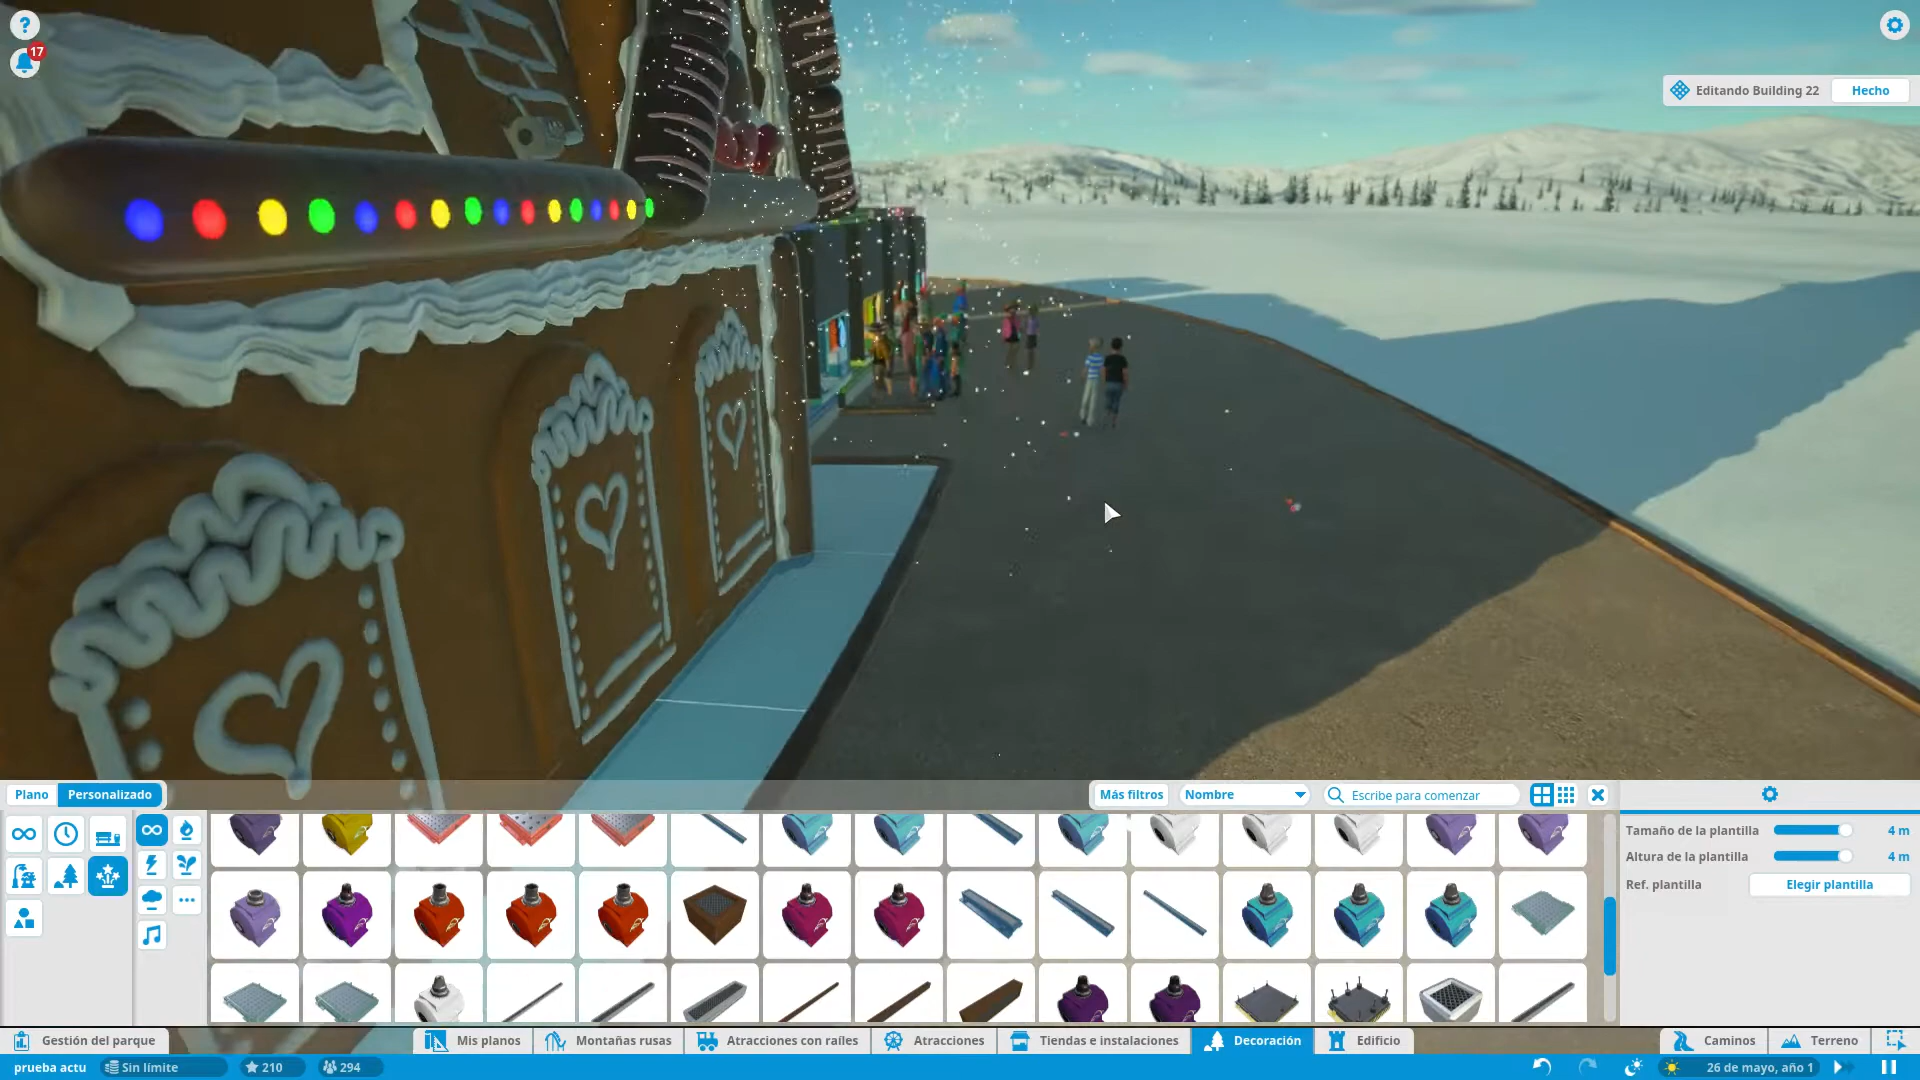 ?
17
Editando Building 22
Hecho
Plano
Personalizado
Más filtros
Nombre
Escribe para comenzar
Tamaño de la plantilla
4 m
Altura de la plantilla
4 m
Ref. plantilla
Elegir plantilla
Gestión del parque
Mis planos
Montañas rusas
Atracciones con raíles
Atracciones
Tiendas e instalaciones
Decoración
Edificio
Caminos
Terreno
prueba actu
Sin límite
210
294
26 de mayo, año 1